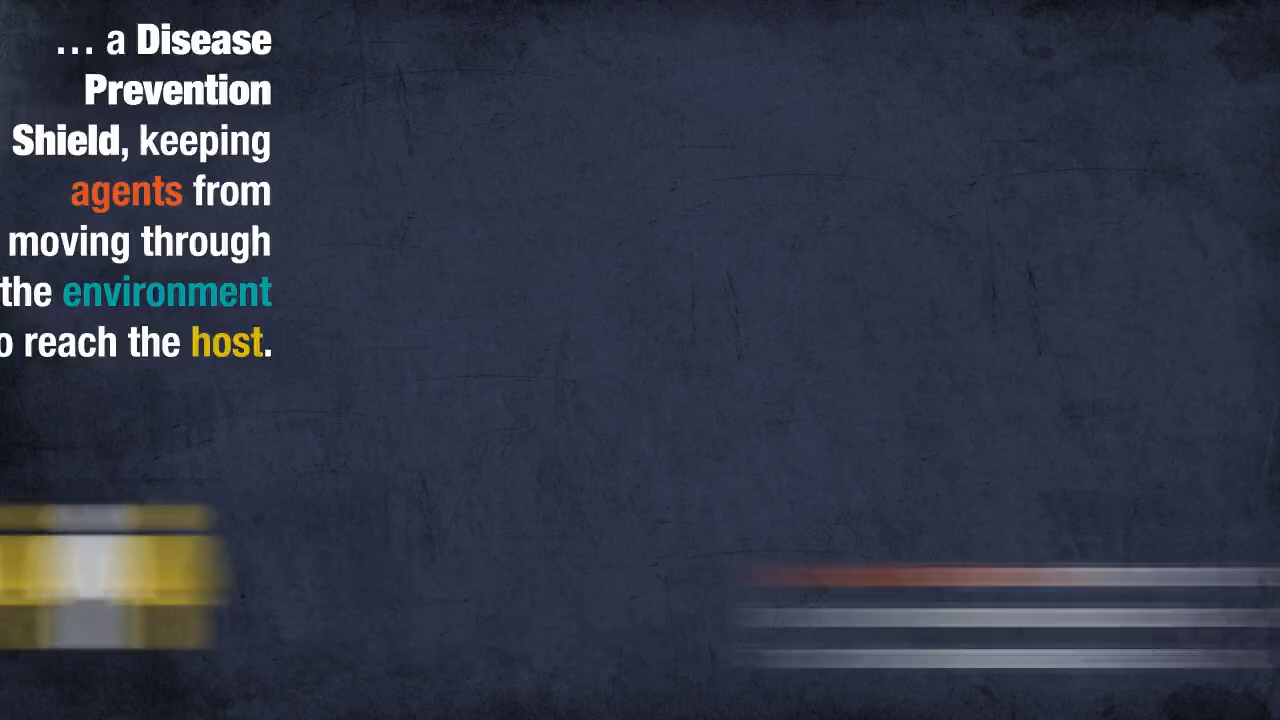 … a Disease
Prevention
Shield, keeping
agents from
moving through
the environment
o reach the host.